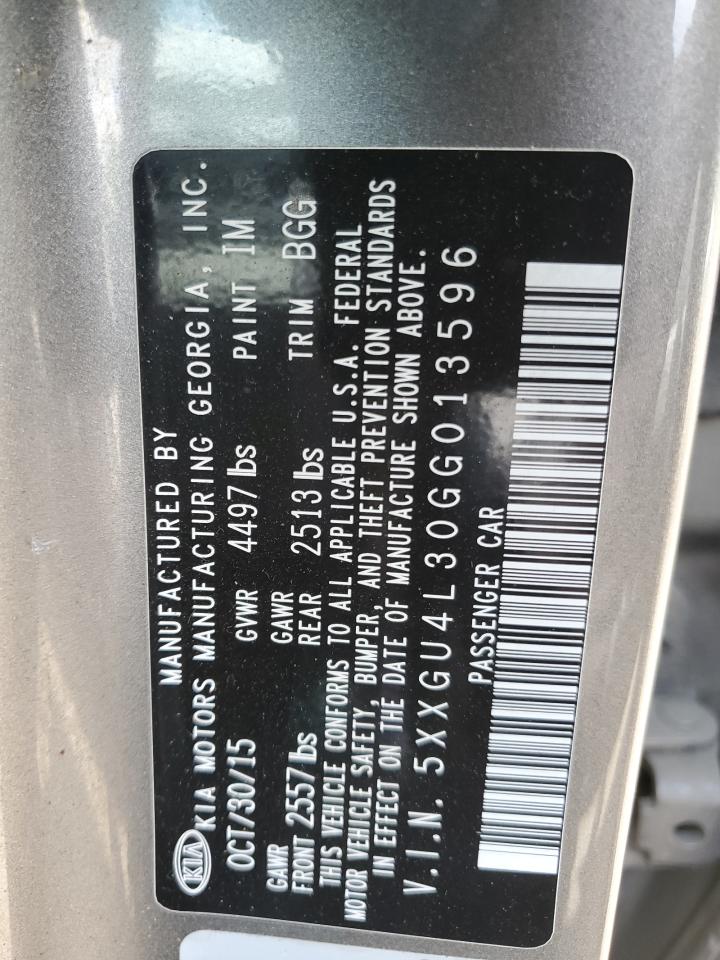 MANUFACTURED BY
KIA KIA MOTORS MANUFACTURING GEORGIA, INC.
OCT/30/15 GVWR 4497 lbs PAINT IM
GAWR FRONT 2557 lbs GAWR REAR 2513 lbs TRIM BGG
THIS VEHICLE CONFORMS TO ALL APPLICABLE U.S.A. FEDERAL
MOTOR VEHICLE SAFETY, BUMPER, AND THEFT PREVENTION STANDARDS
IN EFFECT ON THE DATE OF MANUFACTURE SHOWN ABOVE.
V.I.N. 5XXGU4L30GG013596
PASSENGER CAR